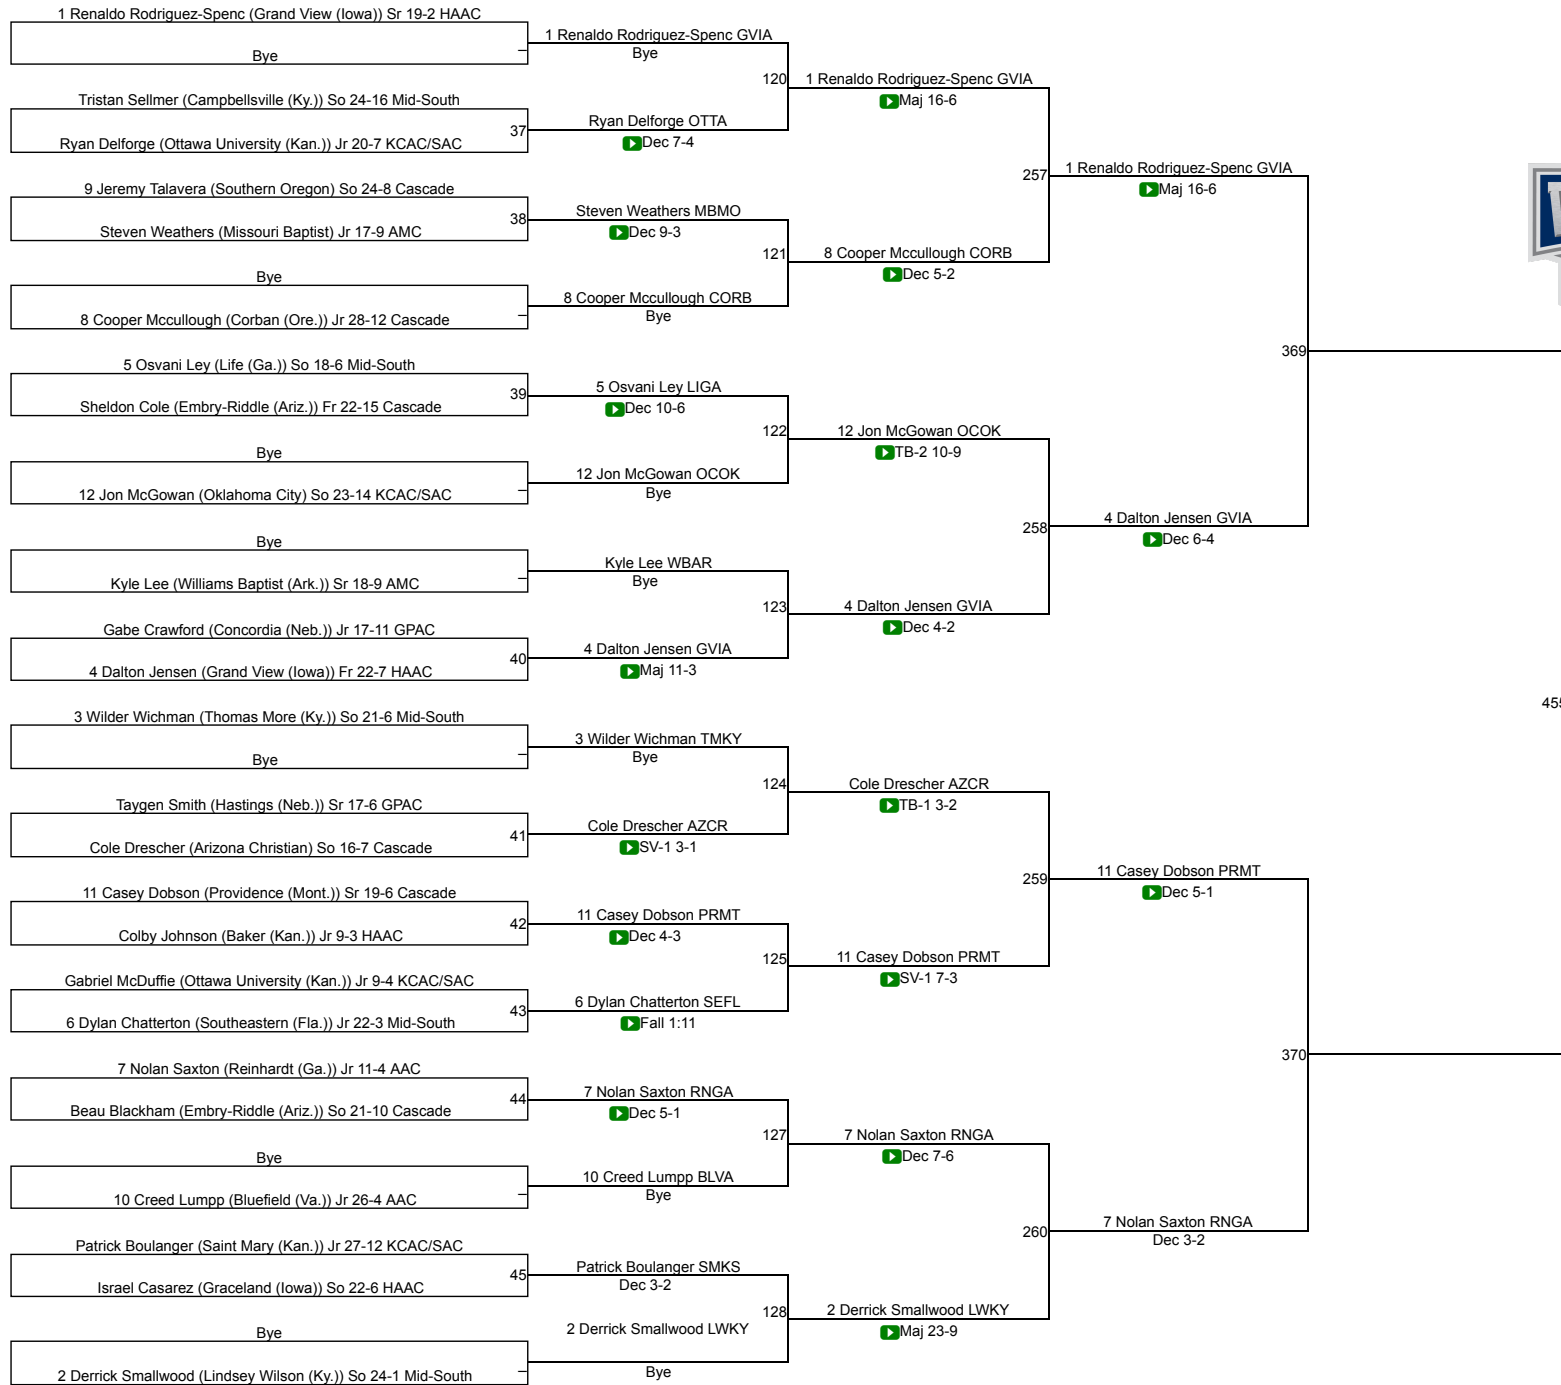 1 Renaldo Rodriguez-Spenc (Grand View (Iowa)) Sr 19-2 HAAC
Bye
_
Tristan Sellmer (Campbellsville (Ky.)) So 24-16 Mid-South
Ryan Delforge (Ottawa University (Kan.)) Jr 20-7 KCAC/SAC
37
9 Jeremy Talavera (Southern Oregon) So 24-8 Cascade
Steven Weathers (Missouri Baptist) Jr 17-9 AMC
38
Bye
8 Cooper Mccullough (Corban (Ore.)) Jr 28-12 Cascade
_
5 Osvani Ley (Life (Ga.)) So 18-6 Mid-South
Sheldon Cole (Embry-Riddle (Ariz.)) Fr 22-15 Cascade
39
Bye
12 Jon McGowan (Oklahoma City) So 23-14 KCAC/SAC
_
Bye
Kyle Lee (Williams Baptist (Ark.)) Sr 18-9 AMC
_
Gabe Crawford (Concordia (Neb.)) Jr 17-11 GPAC
4 Dalton Jensen (Grand View (Iowa)) Fr 22-7 HAAC
40
3 Wilder Wichman (Thomas More (Ky.)) So 21-6 Mid-South
Bye
_
Taygen Smith (Hastings (Neb.)) Sr 17-6 GPAC
Cole Drescher (Arizona Christian) So 16-7 Cascade
41
11 Casey Dobson (Providence (Mont.)) Sr 19-6 Cascade
Colby Johnson (Baker (Kan.)) Jr 9-3 HAAC
42
Gabriel McDuffie (Ottawa University (Kan.)) Jr 9-4 KCAC/SAC
6 Dylan Chatterton (Southeastern (Fla.)) Jr 22-3 Mid-South
43
7 Nolan Saxton (Reinhardt (Ga.)) Jr 11-4 AAC
Beau Blackham (Embry-Riddle (Ariz.)) So 21-10 Cascade
44
Bye
10 Creed Lumpp (Bluefield (Va.)) Jr 26-4 AAC
_
Patrick Boulanger (Saint Mary (Kan.)) Jr 27-12 KCAC/SAC
Israel Casarez (Graceland (Iowa)) So 22-6 HAAC
45
Bye
2 Derrick Smallwood (Lindsey Wilson (Ky.)) So 24-1 Mid-South
_
1 Renaldo Rodriguez-Spenc GVIA
Bye
120
Ryan Delforge OTTA
Dec 7-4
Steven Weathers MBMO
Dec 9-3
121
8 Cooper Mccullough CORB
Bye
5 Osvani Ley LIGA
Dec 10-6
122
12 Jon McGowan OCOK
Bye
Kyle Lee WBAR
Bye
123
4 Dalton Jensen GVIA
Maj 11-3
3 Wilder Wichman TMKY
Bye
124
Cole Drescher AZCR
SV-1 3-1
11 Casey Dobson PRMT
Dec 4-3
125
6 Dylan Chatterton SEFL
Fall 1:11
7 Nolan Saxton RNGA
Dec 5-1
127
10 Creed Lumpp BLVA
Bye
Patrick Boulanger SMKS
Dec 3-2
128
2 Derrick Smallwood LWKY
Bye
1 Renaldo Rodriguez-Spenc GVIA
Maj 16-6
257
8 Cooper Mccullough CORB
Dec 5-2
12 Jon McGowan OCOK
TB-2 10-9
258
4 Dalton Jensen GVIA
Dec 4-2
Cole Drescher AZCR
TB-1 3-2
259
11 Casey Dobson PRMT
SV-1 7-3
7 Nolan Saxton RNGA
Dec 7-6
260
2 Derrick Smallwood LWKY
Maj 23-9
1 Renaldo Rodriguez-Spenc GVIA
Maj 16-6
369
4 Dalton Jensen GVIA
Dec 6-4
11 Casey Dobson PRMT
Dec 5-1
370
7 Nolan Saxton RNGA
Dec 3-2